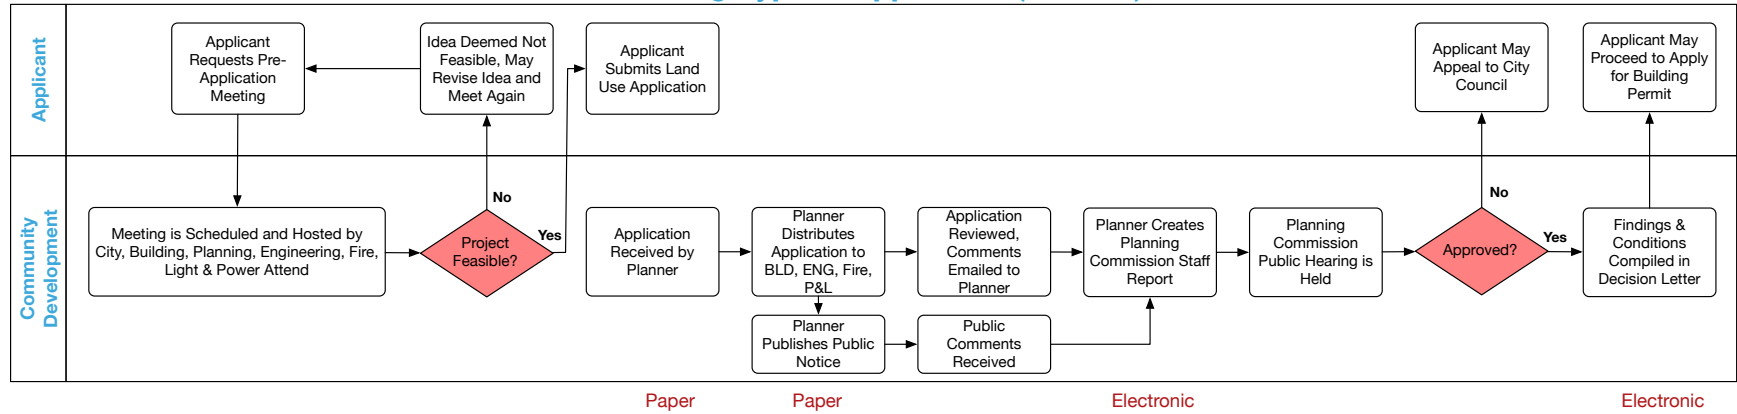 Applicant
Applicant
Requests Pre-
Application
Meeting
Idea Deemed Not
Feasible, May
Revise Idea and
Meet Again
Applicant
Submits Land
Use Application
Applicant May
Appeal to City
Council
Applicant May
Proceed to Apply
for Building
Permit
Community
Development
Meeting is Scheduled and Hosted by
City, Building, Planning, Engineering, Fire,
Light & Power Attend
Project
Feasible?
No
Yes
Application
Received by
Planner
Planner
Distributes
Application to
BLD, ENG, Fire,
P&L
Application
Reviewed,
Comments
Emailed to
Planner
Planner Creates
Planning
Commission Staff
Report
Planning
Commission
Public Hearing is
Held
Approved?
No
Yes
Findings &
Conditions
Compiled in
Decision Letter
Planner
Publishes Public
Notice
Public
Comments
Received
Paper
Paper
Electronic
Electronic